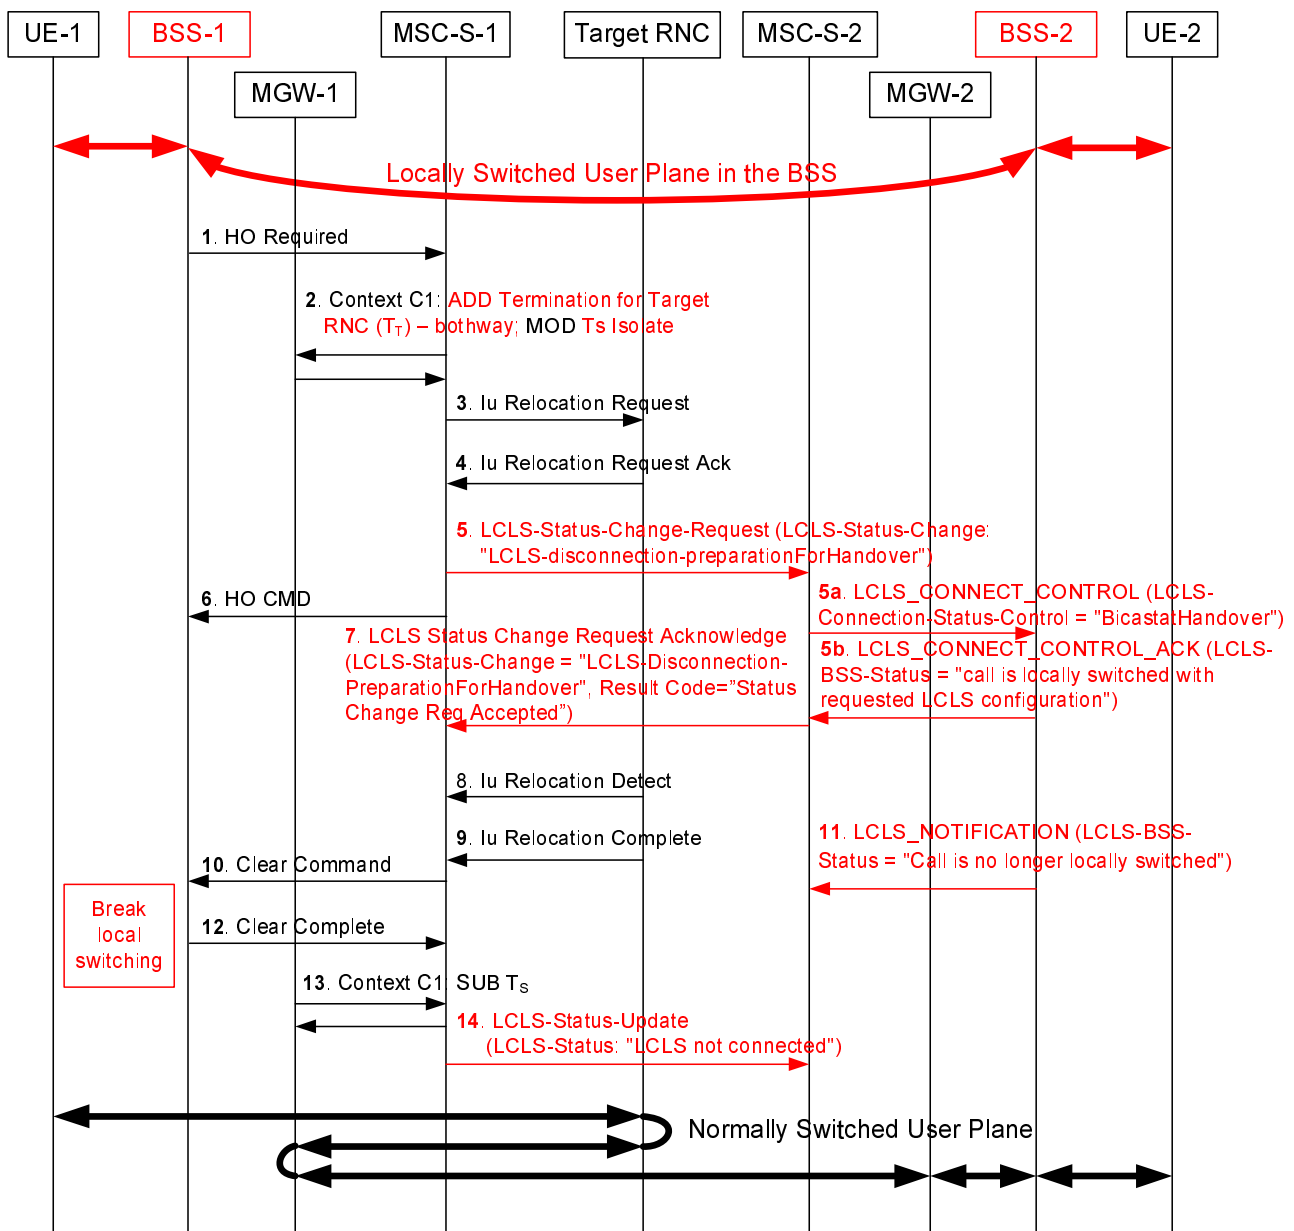 UE-1
BSS-1
MSC-S-1
Target RNC
MSC-S-2
BSS-2
UE-2
MGW-1
MGW-2
Locally Switched User Plane in the BSS
1. HO Required
2. Context C1: ADD Termination for Target
RNC (TT) – bothway; MOD Ts Isolate
3. Iu Relocation Request
4. Iu Relocation Request Ack
5. LCLS-Status-Change-Request (LCLS-Status-Change:
"LCLS-disconnection-preparationForHandover")
5a. LCLS_CONNECT_CONTROL (LCLS-
Connection-Status-Control = "BicastatHandover")
6. HO CMD
5b. LCLS_CONNECT_CONTROL_ACK (LCLS-
BSS-Status = "call is locally switched with
requested LCLS configuration")
7. LCLS Status Change Request Acknowledge
(LCLS-Status-Change = "LCLS-Disconnection-
PreparationForHandover", Result Code=”Status
Change Req Accepted”)
8. Iu Relocation Detect
9. Iu Relocation Complete
11. LCLS_NOTIFICATION (LCLS-BSS-
Status = "Call is no longer locally switched")
10. Clear Command
Break
local
switching
12. Clear Complete
13. Context C1: SUB TS
14. LCLS-Status-Update
(LCLS-Status: "LCLS not connected")
Normally Switched User Plane